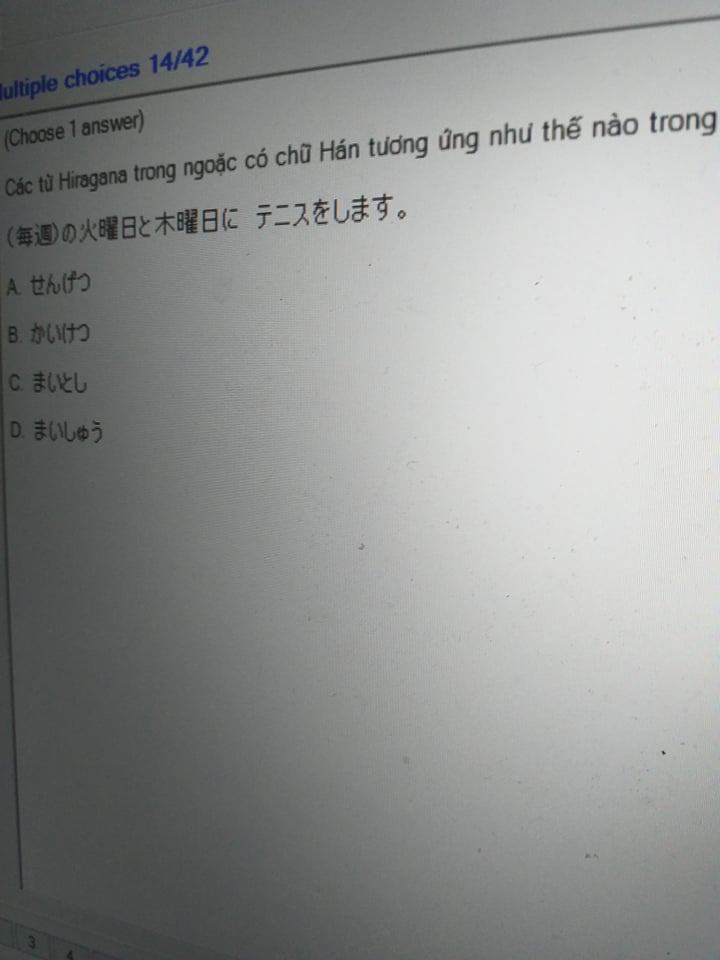 ultiple choices 14/42
(Choose 1 answer)
Các từ Hiragana trong ngoặc có chữ Hán tương ứng như thế nào trong
(毎週)の火曜日と木曜日に テニスをします。
A. せんげつ
B. かいけつ
C. まいとし
D. まいしゅう
3 4